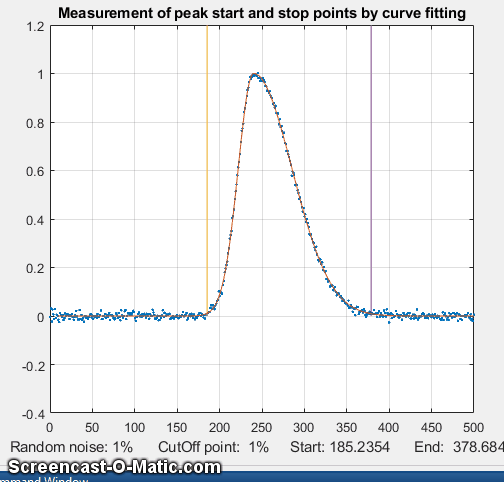 Measurement of peak start and stop points by curve fitting
1.2
1
0.8
0.6
0.4
0.2
0
-0.2
-0.4
0 50 100 150 200 250 300 350 400 450 500
Random noise: 1% CutOff point: 1% Start: 185.2354 End: 378.684
Screencast-O-Matic.com
mmand Window